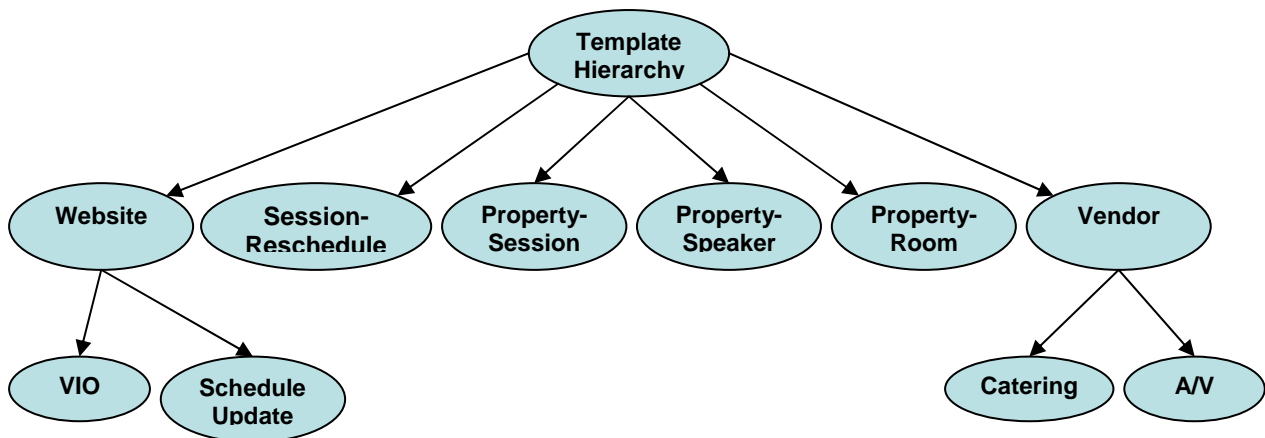 Template
Hierarchy
Website
Session-
Reschedule
Property-
Session
Property-
Speaker
Property-
Room
Vendor
VIO
Schedule
Update
Catering
A/V